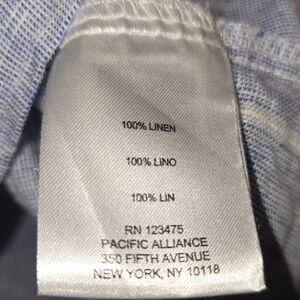 100% LINEN
100% LINO
100% LIN
RN 123475
PACIFIC ALLIANCE
350 FIFTH AVENUE
NEW YORK, NY 10118